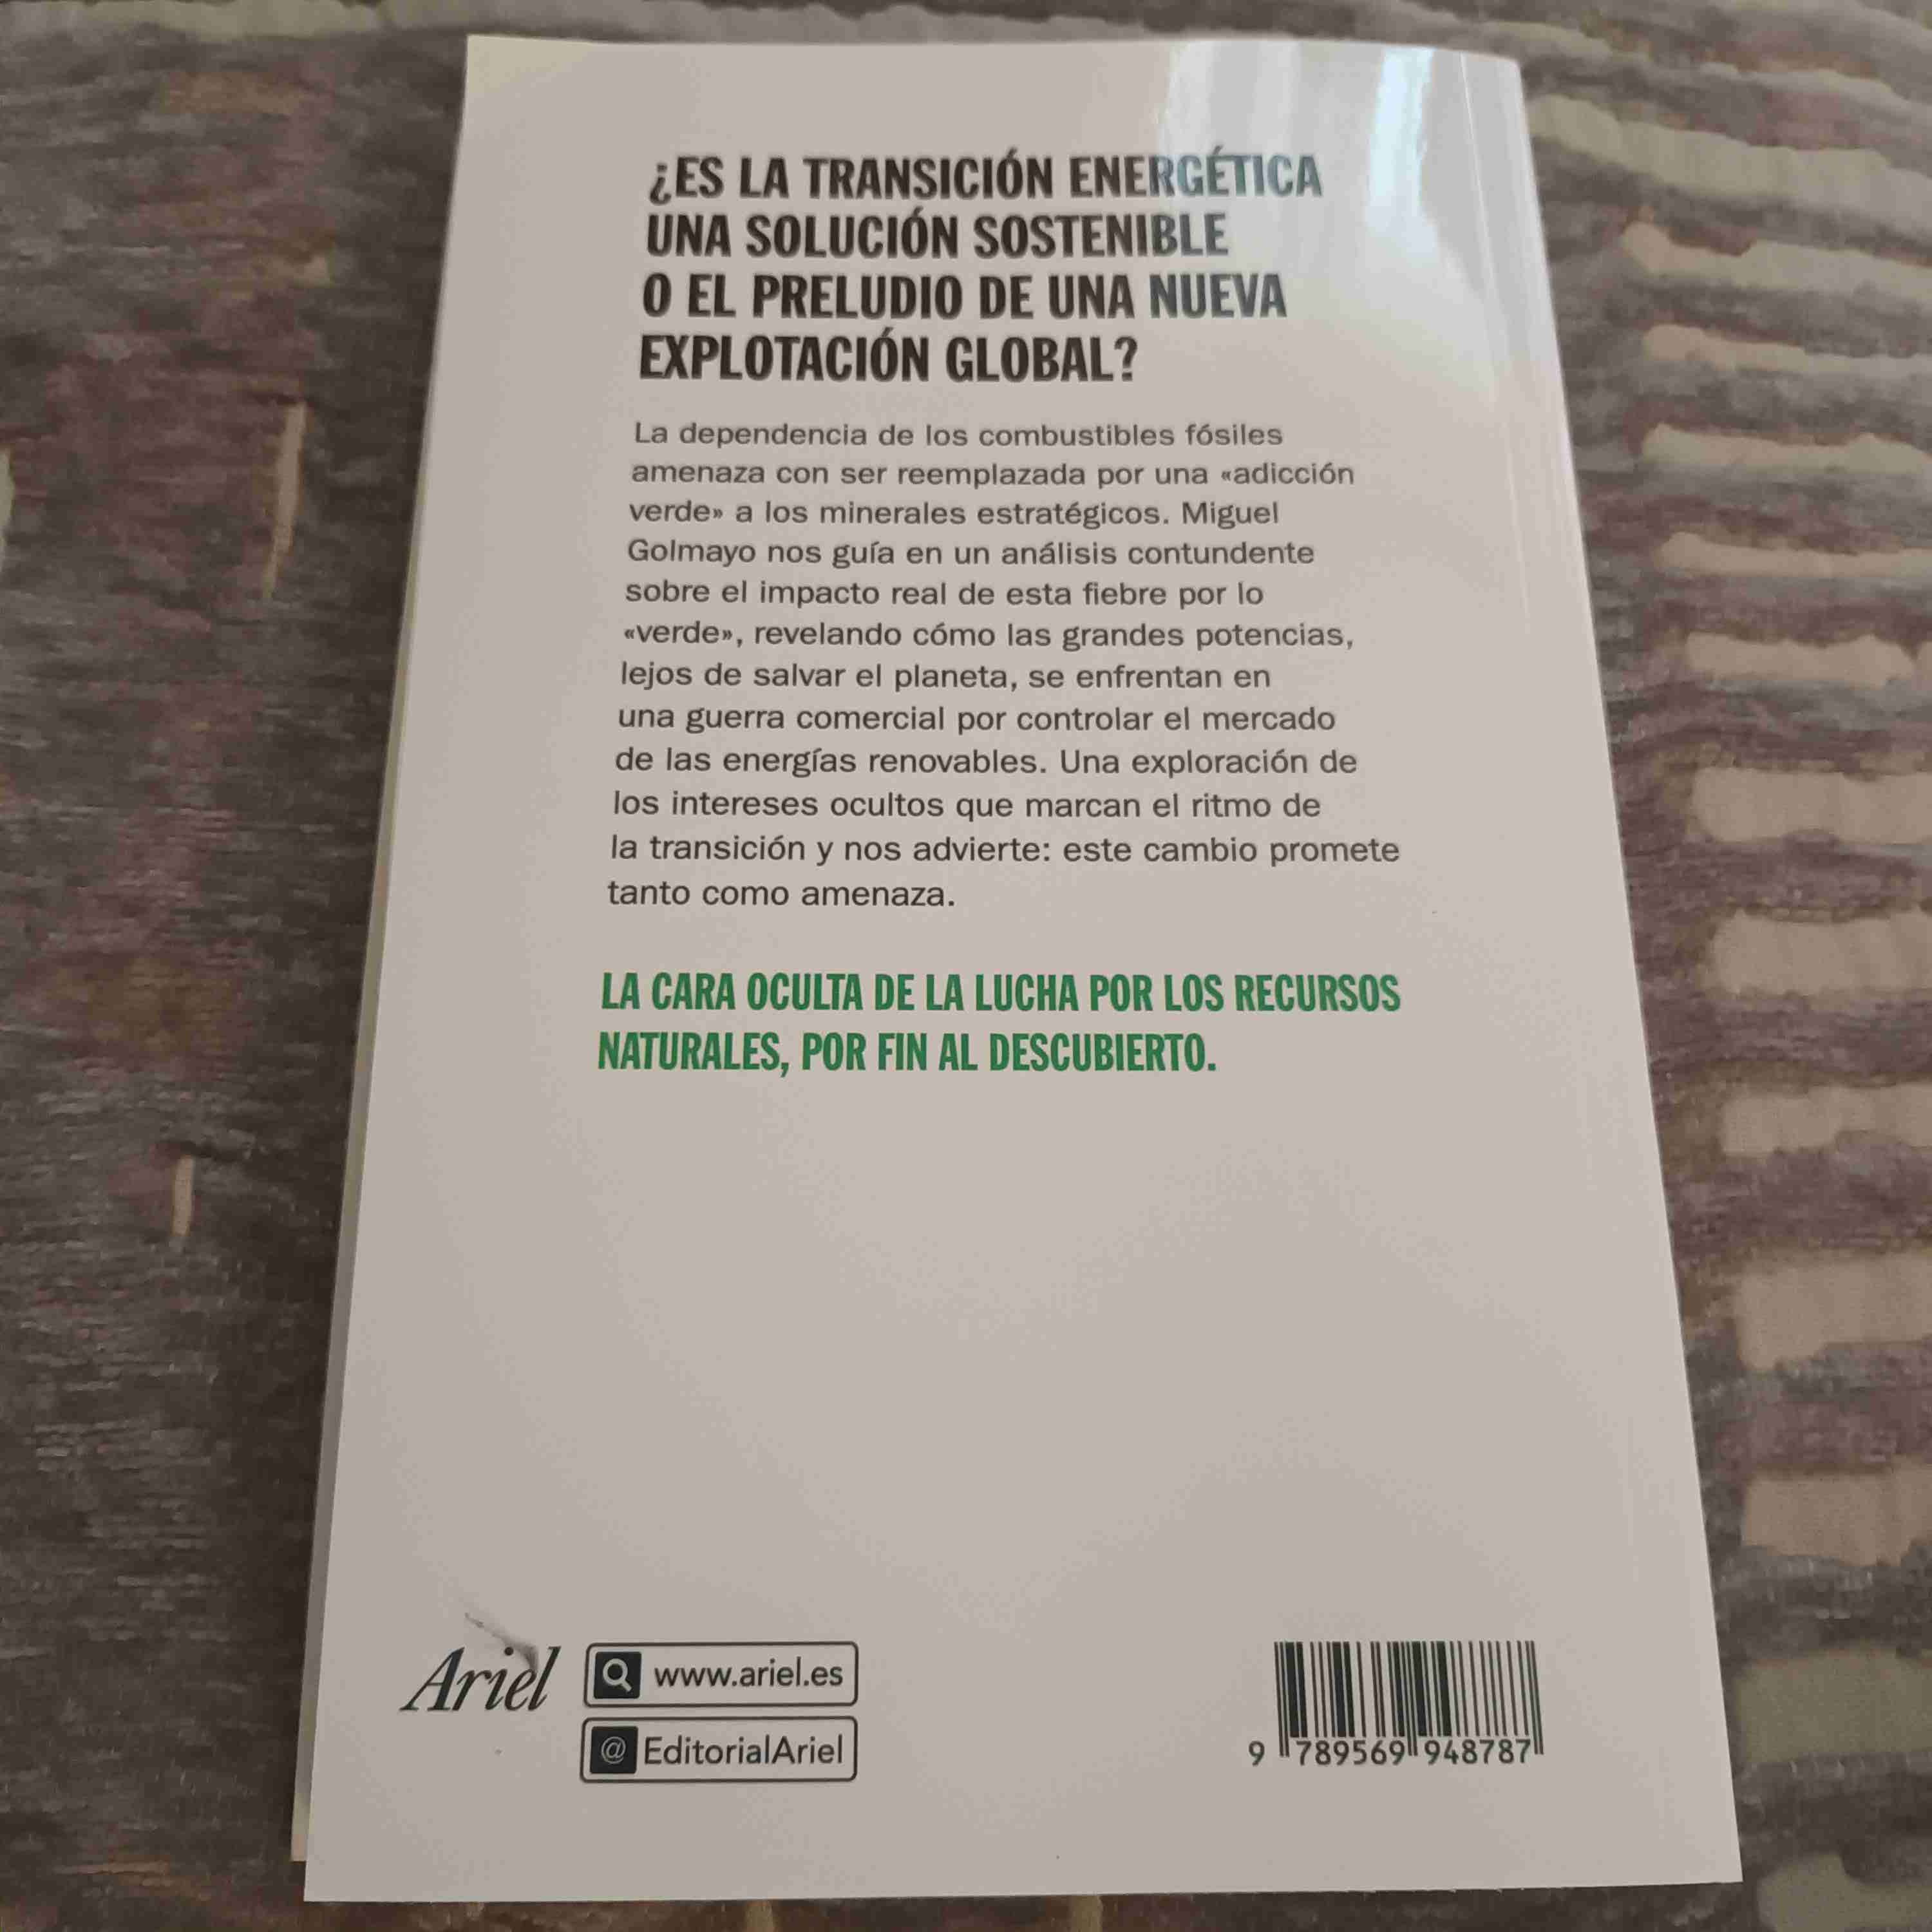 ¿ES LA TRANSICIÓN ENERGÉTICA
UNA SOLUCIÓN SOSTENIBLE
O EL PRELUDIO DE UNA NUEVA
EXPLOTACIÓN GLOBAL?
La dependencia de los combustibles fósiles
amenaza con ser reemplazada por una «adicción
verde» a los minerales estratégicos. Miguel
Golmayo nos guía en un análisis contundente
sobre el impacto real de esta fiebre por lo
«verde», revelando cómo las grandes potencias,
lejos de salvar el planeta, se enfrentan en
una guerra comercial por controlar el mercado
de las energías renovables. Una exploración de
los intereses ocultos que marcan el ritmo de
la transición y nos advierte: este cambio promete
tanto como amenaza.
LA CARA OCULTA DE LA LUCHA POR LOS RECURSOS
NATURALES, POR FIN AL DESCUBIERTO.
Ariel
www.ariel.es
@ EditorialAriel
9 789569 948787